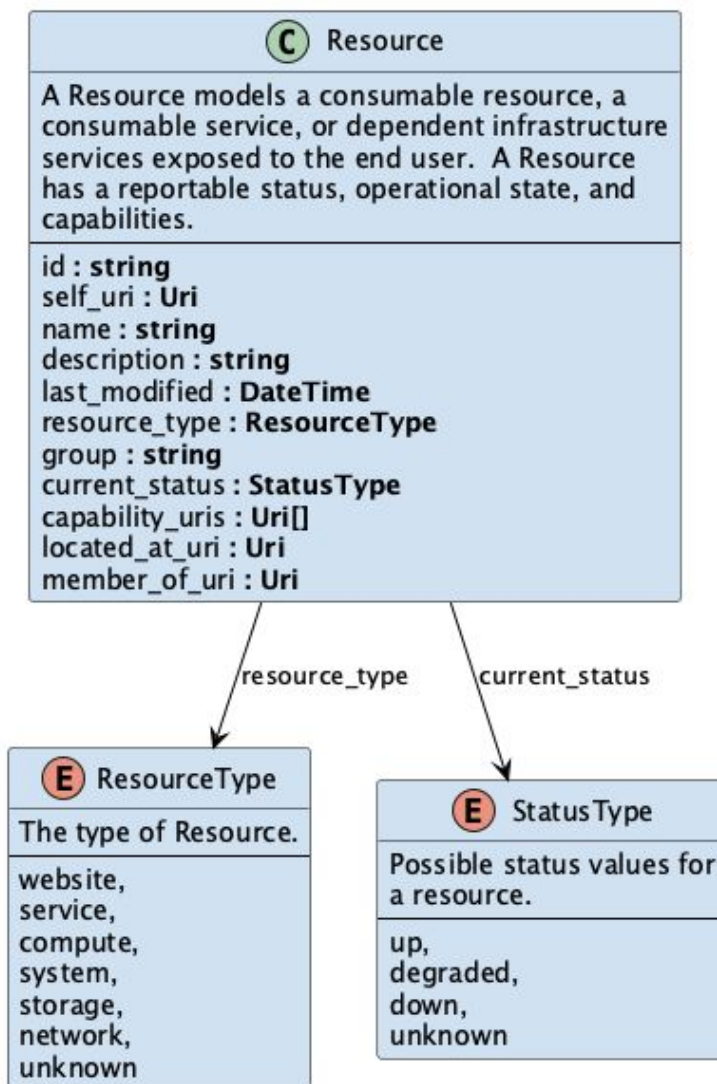 C Resource
A Resource models a consumable resource, a
consumable service, or dependent infrastructure
services exposed to the end user.  A Resource
has a reportable status, operational state, and
capabilities.
id : string
self_uri : Uri
name : string
description : string
last_modified : DateTime
resource_type : ResourceType
group : string
current_status : StatusType
capability_uris : Uri[]
located_at_uri : Uri
member_of_uri : Uri
resource_type
current_status
E ResourceType
The type of Resource.
website,
service,
compute,
system,
storage,
network,
unknown
E StatusType
Possible status values for
a resource.
up,
degraded,
down,
unknown